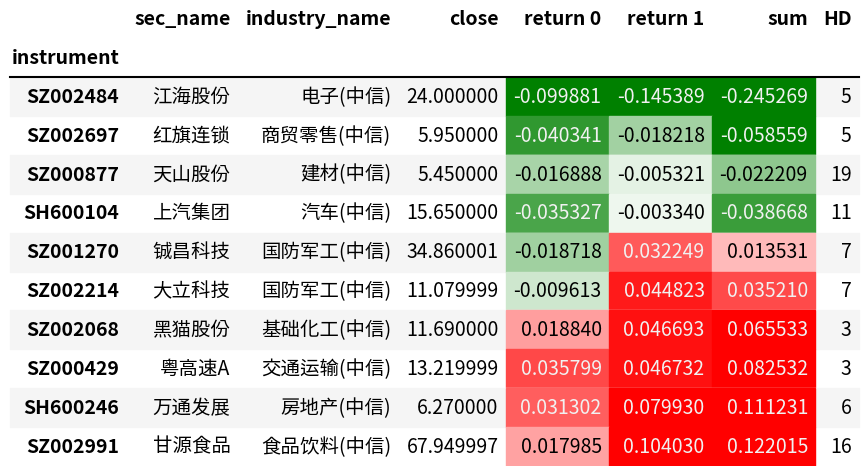 sec_name industry_name close return 0 return 1 sum HD
instrument
SZ002484 江海股份 电子(中信) 24.000000 -0.099881 -0.145389 -0.245269 5
SZ002697 红旗连锁 商贸零售(中信) 5.950000 -0.040341 -0.018218 -0.058559 5
SZ000877 天山股份 建材(中信) 5.450000 -0.016888 -0.005321 -0.022209 19
SH600104 上汽集团 汽车(中信) 15.650000 -0.035327 -0.003340 -0.038668 11
SZ001270 铖昌科技 国防军工(中信) 34.860001 -0.018718 0.032249 0.013531 7
SZ002214 大立科技 国防军工(中信) 11.079999 -0.009613 0.044823 0.035210 7
SZ002068 黑猫股份 基础化工(中信) 11.690000 0.018840 0.046693 0.065533 3
SZ000429 粤高速A 交通运输(中信) 13.219999 0.035799 0.046732 0.082532 3
SH600246 万通发展 房地产(中信) 6.270000 0.031302 0.079930 0.111231 6
SZ002991 甘源食品 食品饮料(中信) 67.949997 0.017985 0.104030 0.122015 16